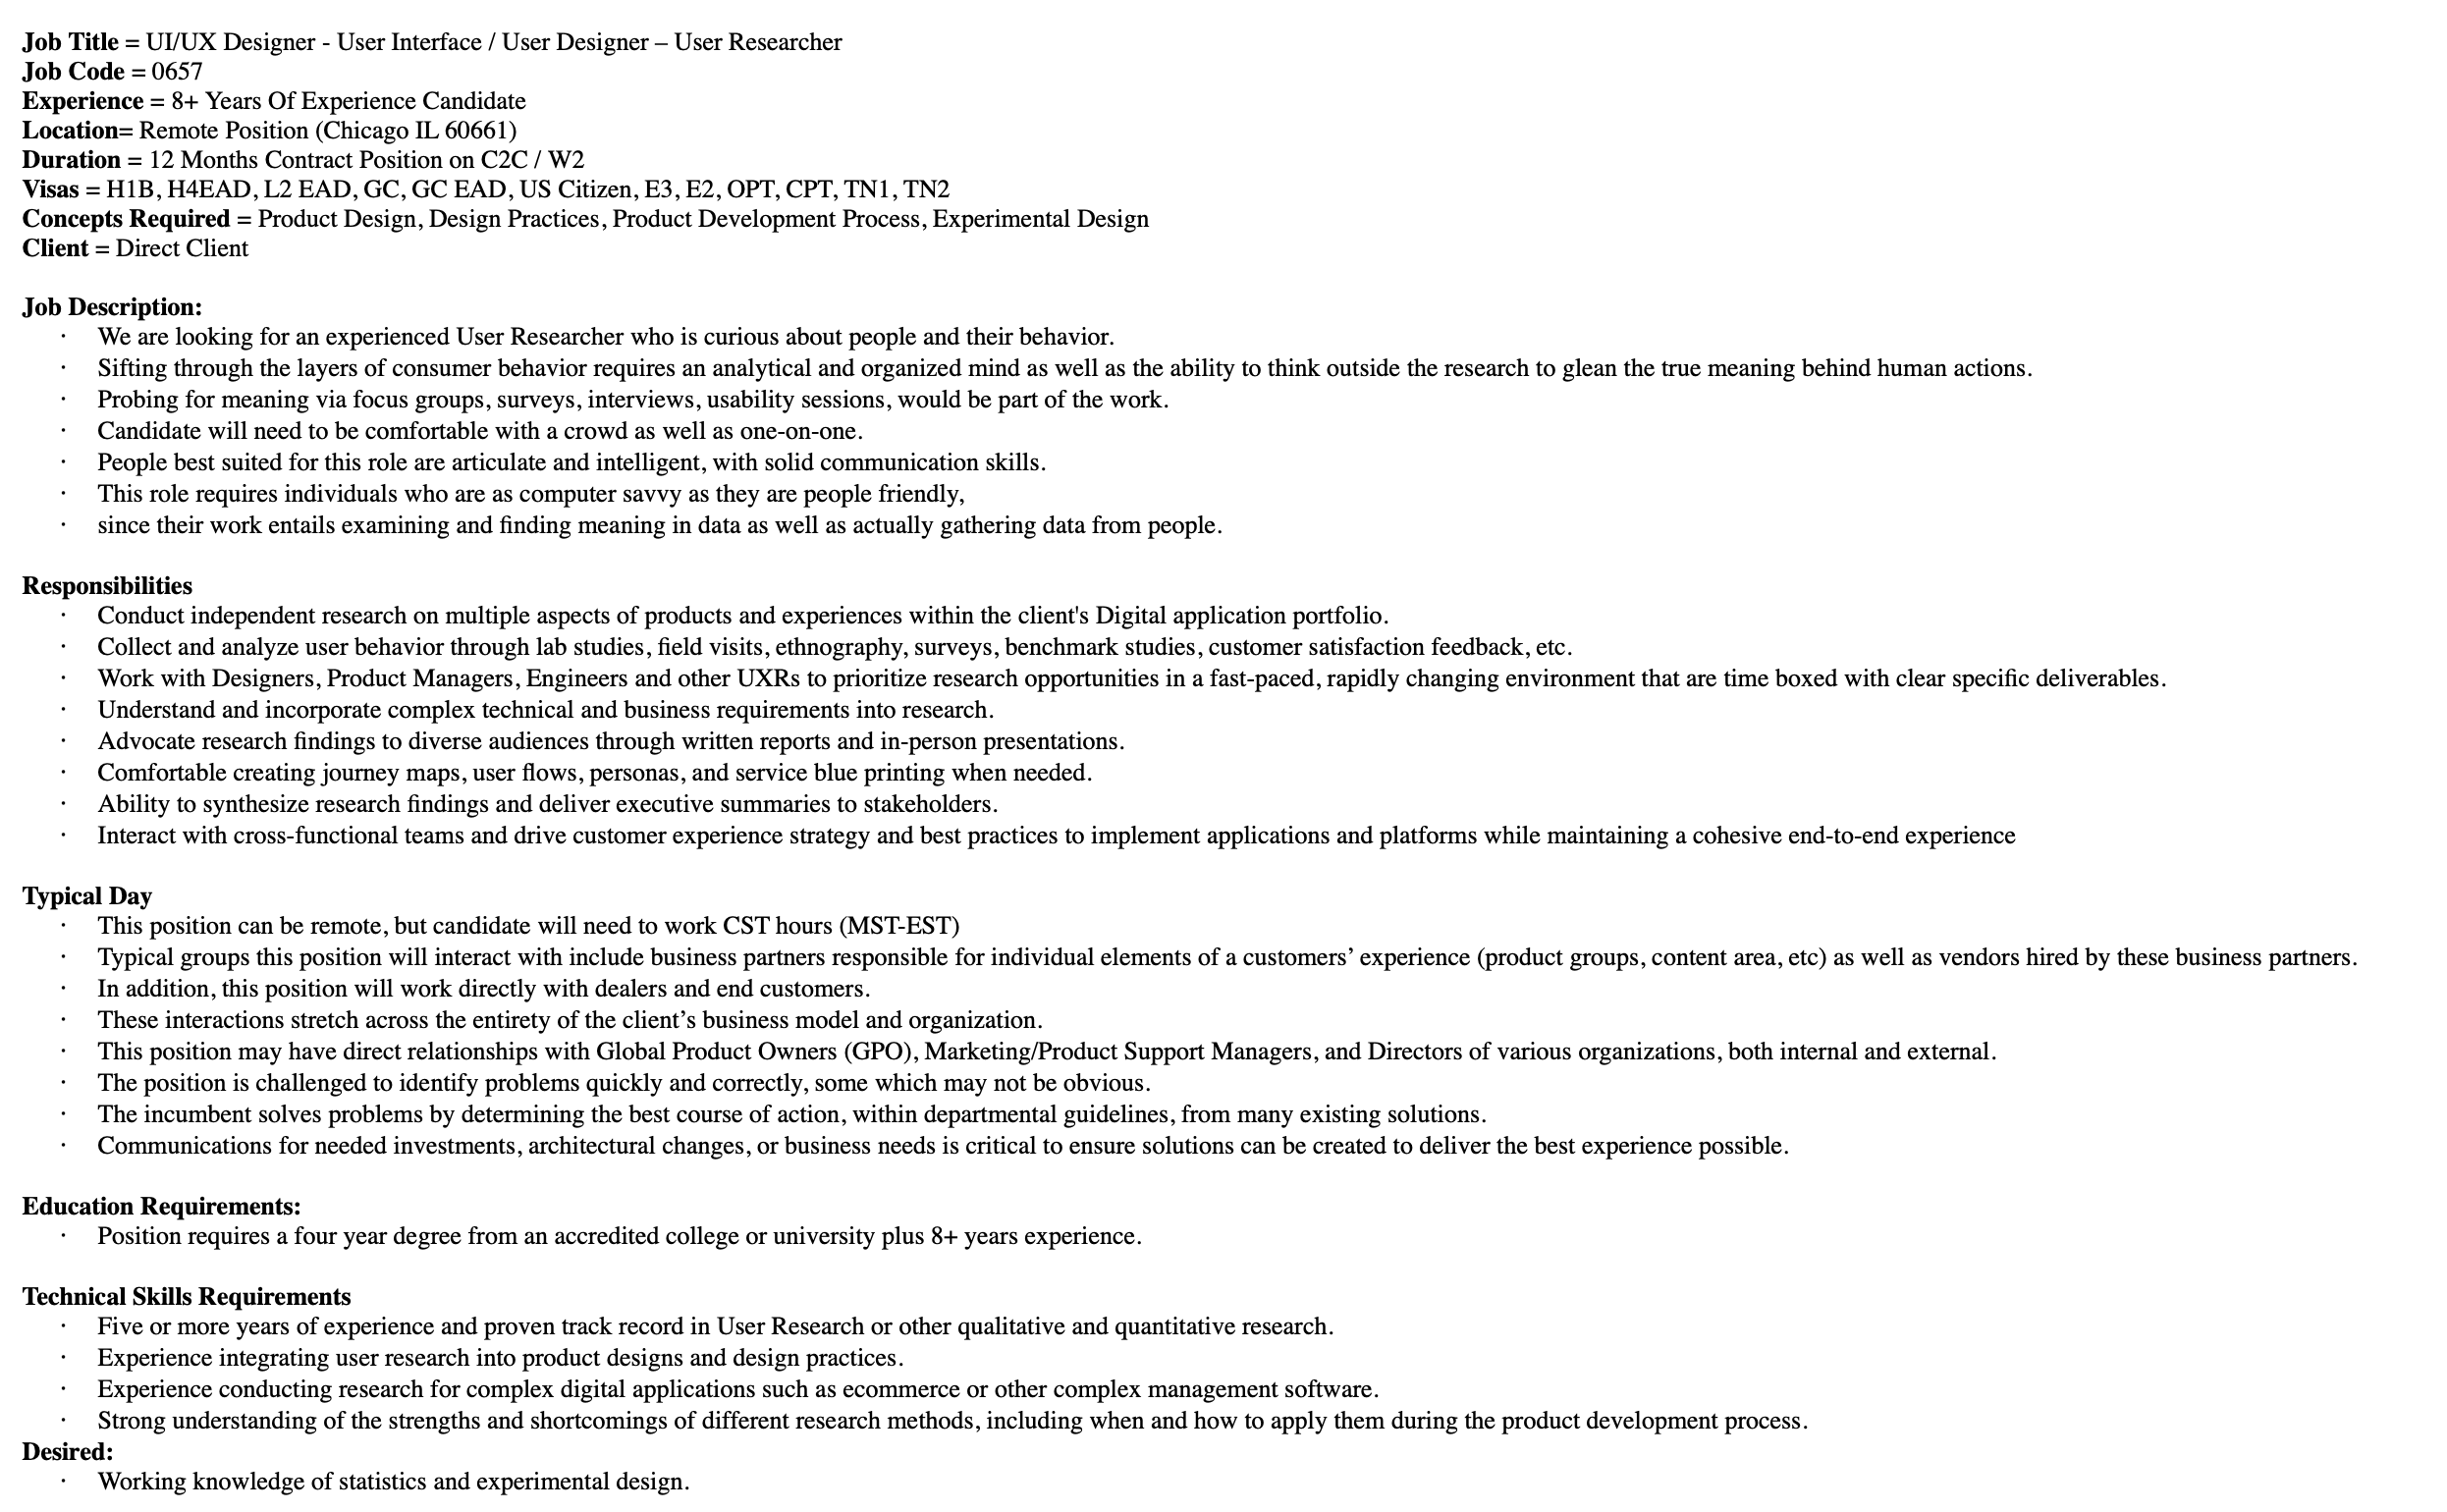 Job Title = UI/UX Designer - User Interface / User Designer – User Researcher
Job Code = 0657
Experience = 8+ Years Of Experience Candidate
Location= Remote Position (Chicago IL 60661)
Duration = 12 Months Contract Position on C2C / W2
Visas = H1B, H4EAD, L2 EAD, GC, GC EAD, US Citizen, E3, E2, OPT, CPT, TN1, TN2
Concepts Required = Product Design, Design Practices, Product Development Process, Experimental Design
Client = Direct Client
Job Description:
· We are looking for an experienced User Researcher who is curious about people and their behavior.
· Sifting through the layers of consumer behavior requires an analytical and organized mind as well as the ability to think outside the research to glean the true meaning behind human actions.
· Probing for meaning via focus groups, surveys, interviews, usability sessions, would be part of the work.
· Candidate will need to be comfortable with a crowd as well as one-on-one.
· People best suited for this role are articulate and intelligent, with solid communication skills.
· This role requires individuals who are as computer savvy as they are people friendly,
· since their work entails examining and finding meaning in data as well as actually gathering data from people.
Responsibilities
· Conduct independent research on multiple aspects of products and experiences within the client's Digital application portfolio.
· Collect and analyze user behavior through lab studies, field visits, ethnography, surveys, benchmark studies, customer satisfaction feedback, etc.
· Work with Designers, Product Managers, Engineers and other UXRs to prioritize research opportunities in a fast-paced, rapidly changing environment that are time boxed with clear specific deliverables.
· Understand and incorporate complex technical and business requirements into research.
· Advocate research findings to diverse audiences through written reports and in-person presentations.
· Comfortable creating journey maps, user flows, personas, and service blue printing when needed.
· Ability to synthesize research findings and deliver executive summaries to stakeholders.
· Interact with cross-functional teams and drive customer experience strategy and best practices to implement applications and platforms while maintaining a cohesive end-to-end experience
Typical Day
· This position can be remote, but candidate will need to work CST hours (MST-EST)
· Typical groups this position will interact with include business partners responsible for individual elements of a customers’ experience (product groups, content area, etc) as well as vendors hired by these business partners.
· In addition, this position will work directly with dealers and end customers.
· These interactions stretch across the entirety of the client’s business model and organization.
· This position may have direct relationships with Global Product Owners (GPO), Marketing/Product Support Managers, and Directors of various organizations, both internal and external.
· The position is challenged to identify problems quickly and correctly, some which may not be obvious.
· The incumbent solves problems by determining the best course of action, within departmental guidelines, from many existing solutions.
· Communications for needed investments, architectural changes, or business needs is critical to ensure solutions can be created to deliver the best experience possible.
Education Requirements:
· Position requires a four year degree from an accredited college or university plus 8+ years experience.
Technical Skills Requirements
· Five or more years of experience and proven track record in User Research or other qualitative and quantitative research.
· Experience integrating user research into product designs and design practices.
· Experience conducting research for complex digital applications such as ecommerce or other complex management software.
· Strong understanding of the strengths and shortcomings of different research methods, including when and how to apply them during the product development process.
Desired:
· Working knowledge of statistics and experimental design.